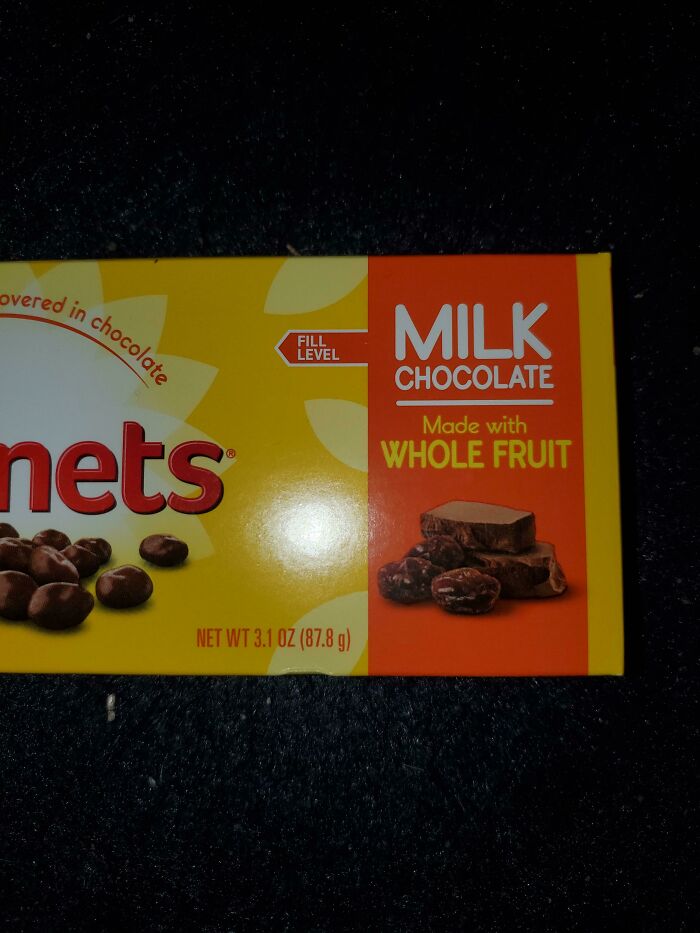 overed in chocolate
nets®
FILL
LEVEL
MILK
CHOCOLATE
Made with
WHOLE FRUIT
NET WT 3.1 OZ (87.8 g)